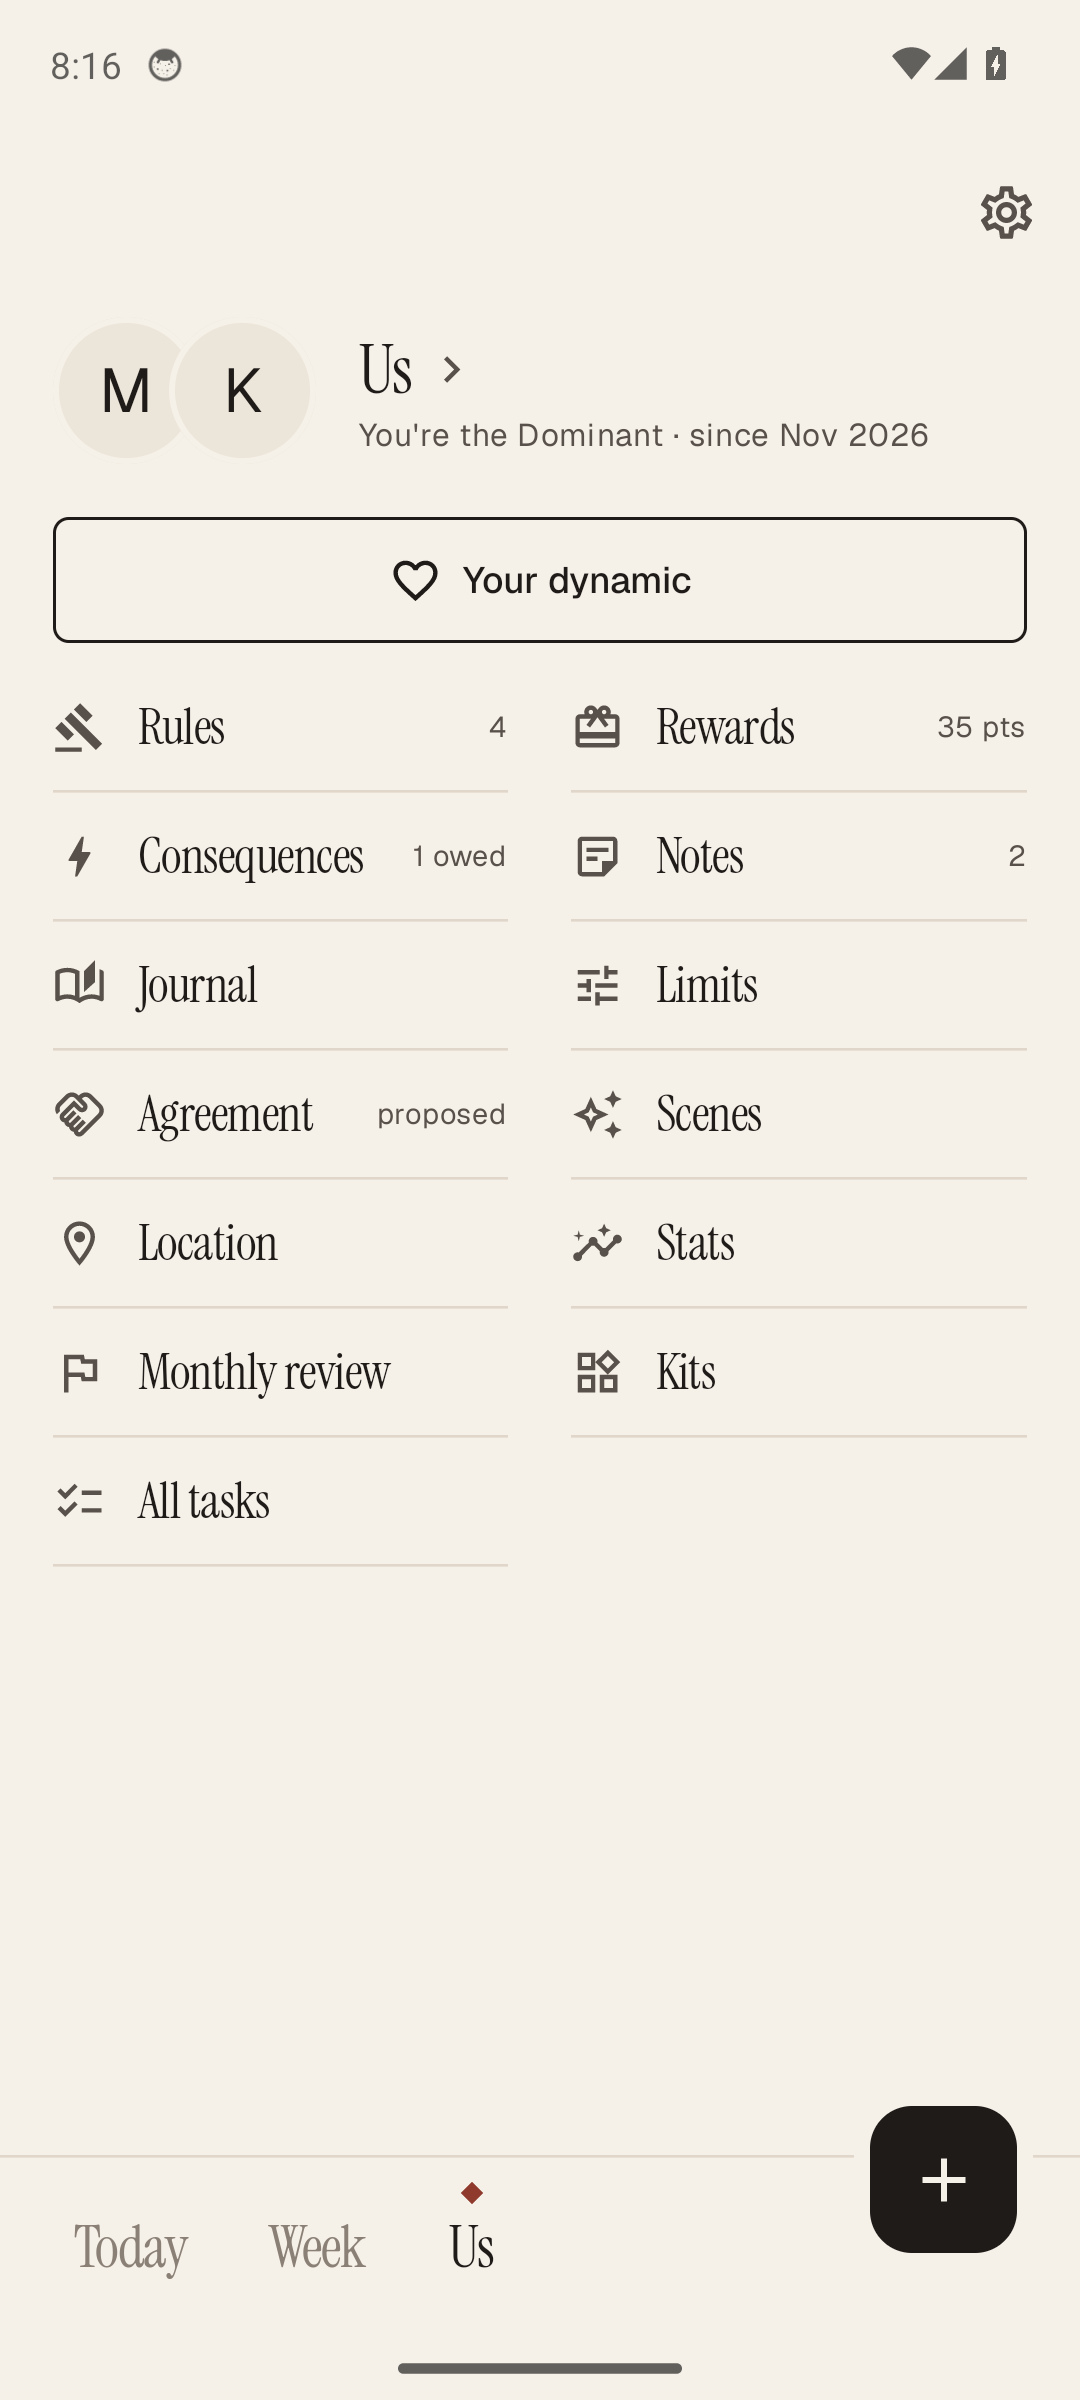 8:16
M K
Us
You're the Dominant · since Nov 2026
Your dynamic
Rules 4
Rewards 35 pts
Consequences 1 owed
Notes 2
Journal
Limits
Agreement proposed
Scenes
Location
Stats
Monthly review
Kits
All tasks
Today Week Us